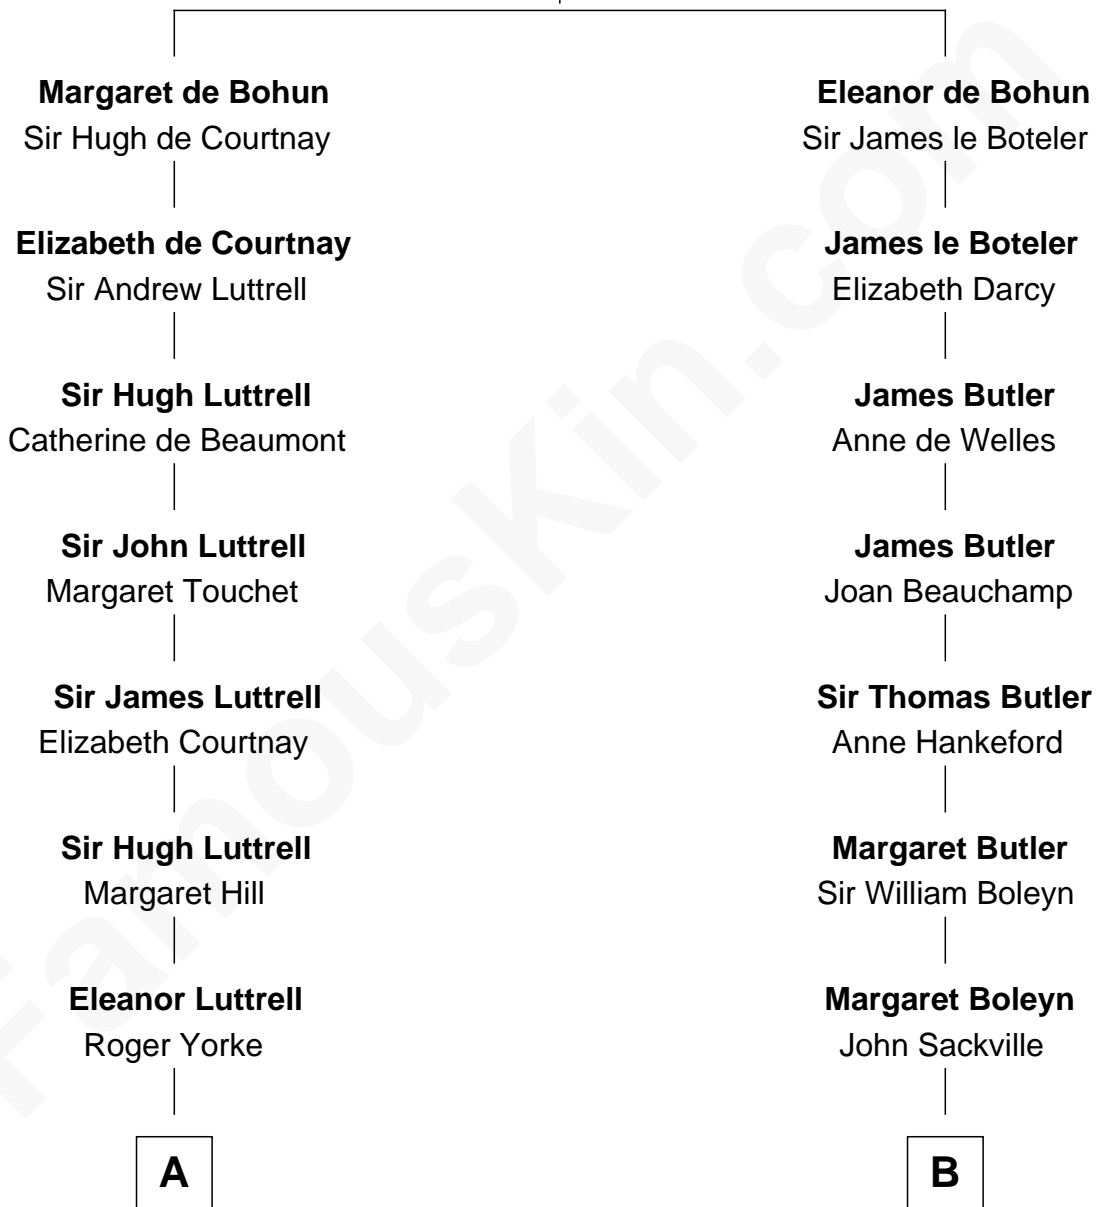 Margaret de Bohun
Sir Hugh de Courtnay
Elizabeth de Courtnay
Sir Andrew Luttrell
Sir Hugh Luttrell
Catherine de Beaumont
Sir John Luttrell
Margaret Touchet
Sir James Luttrell
Elizabeth Courtnay
Sir Hugh Luttrell
Margaret Hill
Eleanor Luttrell
Roger Yorke
A
Eleanor de Bohun
Sir James le Boteler
James le Boteler
Elizabeth Darcy
James Butler
Anne de Welles
James Butler
Joan Beauchamp
Sir Thomas Butler
Anne Hankeford
Margaret Butler
Sir William Boleyn
Margaret Boleyn
John Sackville
B
FamousKin.com